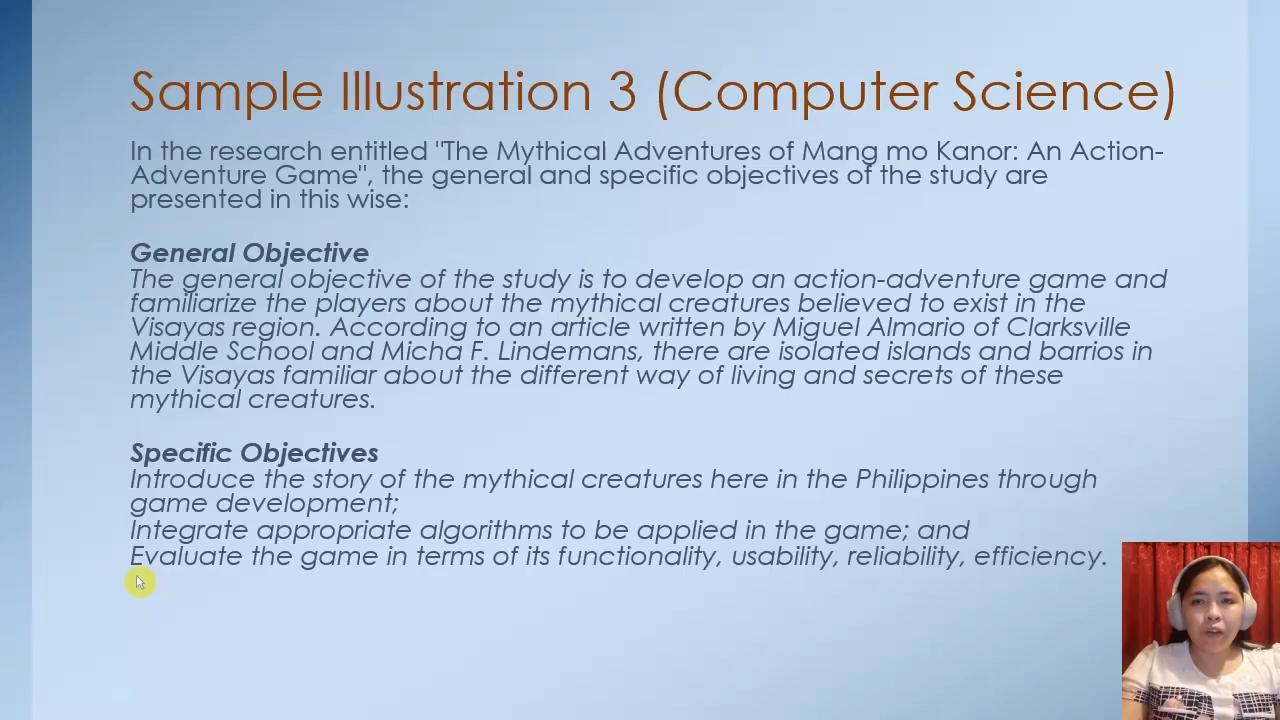 Sample Illustration 3 (Computer Science)
In the research entitled "The Mythical Adventures of Mang mo Kanor: An Action-
Adventure Game", the general and specific objectives of the study are
presented in this wise:
General Objective
The general objective of the study is to develop an action-adventure game and
familiarize the players about the mythical creatures believed to exist in the
Visayas region. According to an article written by Miguel Almario of Clarksville
Middle School and Micha F. Lindemans, there are isolated islands and barrios in
the Visayas familiar about the different way of living and secrets of these
mythical creatures.
Specific Objectives
Introduce the story of the mythical creatures here in the Philippines through
game development;
Integrate appropriate algorithms to be applied in the game; and
Evaluate the game in terms of its functionality, usability, reliability, efficiency.